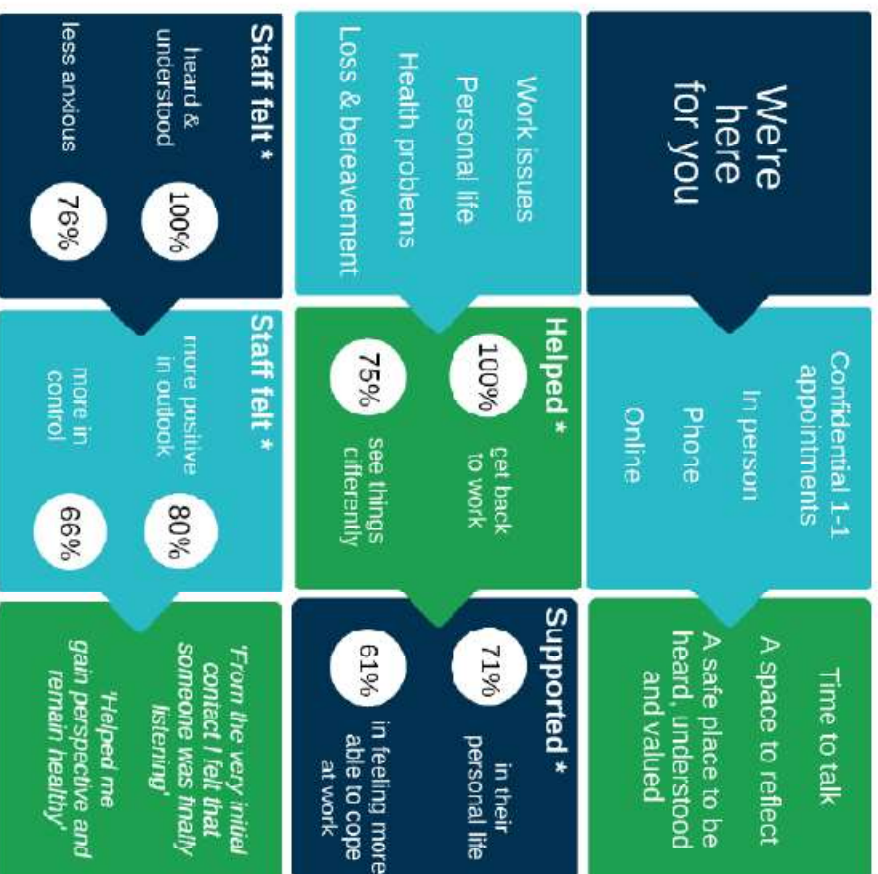 We're
here
for you
Confidential 1-1
appointments
In person
Phone
Online
Time to talk
A space to reflect
A safe place to be
heard, understood
and valued
Work issues
Personal life
Health problems
Loss & bereavement
Helped *
100%
get back
to work
75%
see things
differently
Supported *
71%
in their
personal life
61%
in feeling more
able to cope
at work
Staff felt *
heard &
understood
100%
less anxious
76%
Staff felt *
more positive
in outlook
80%
more in
control
66%
'From the very initial
contact I felt that
someone was finally
listening'
'Helped me
gain perspective and
remain healthy'